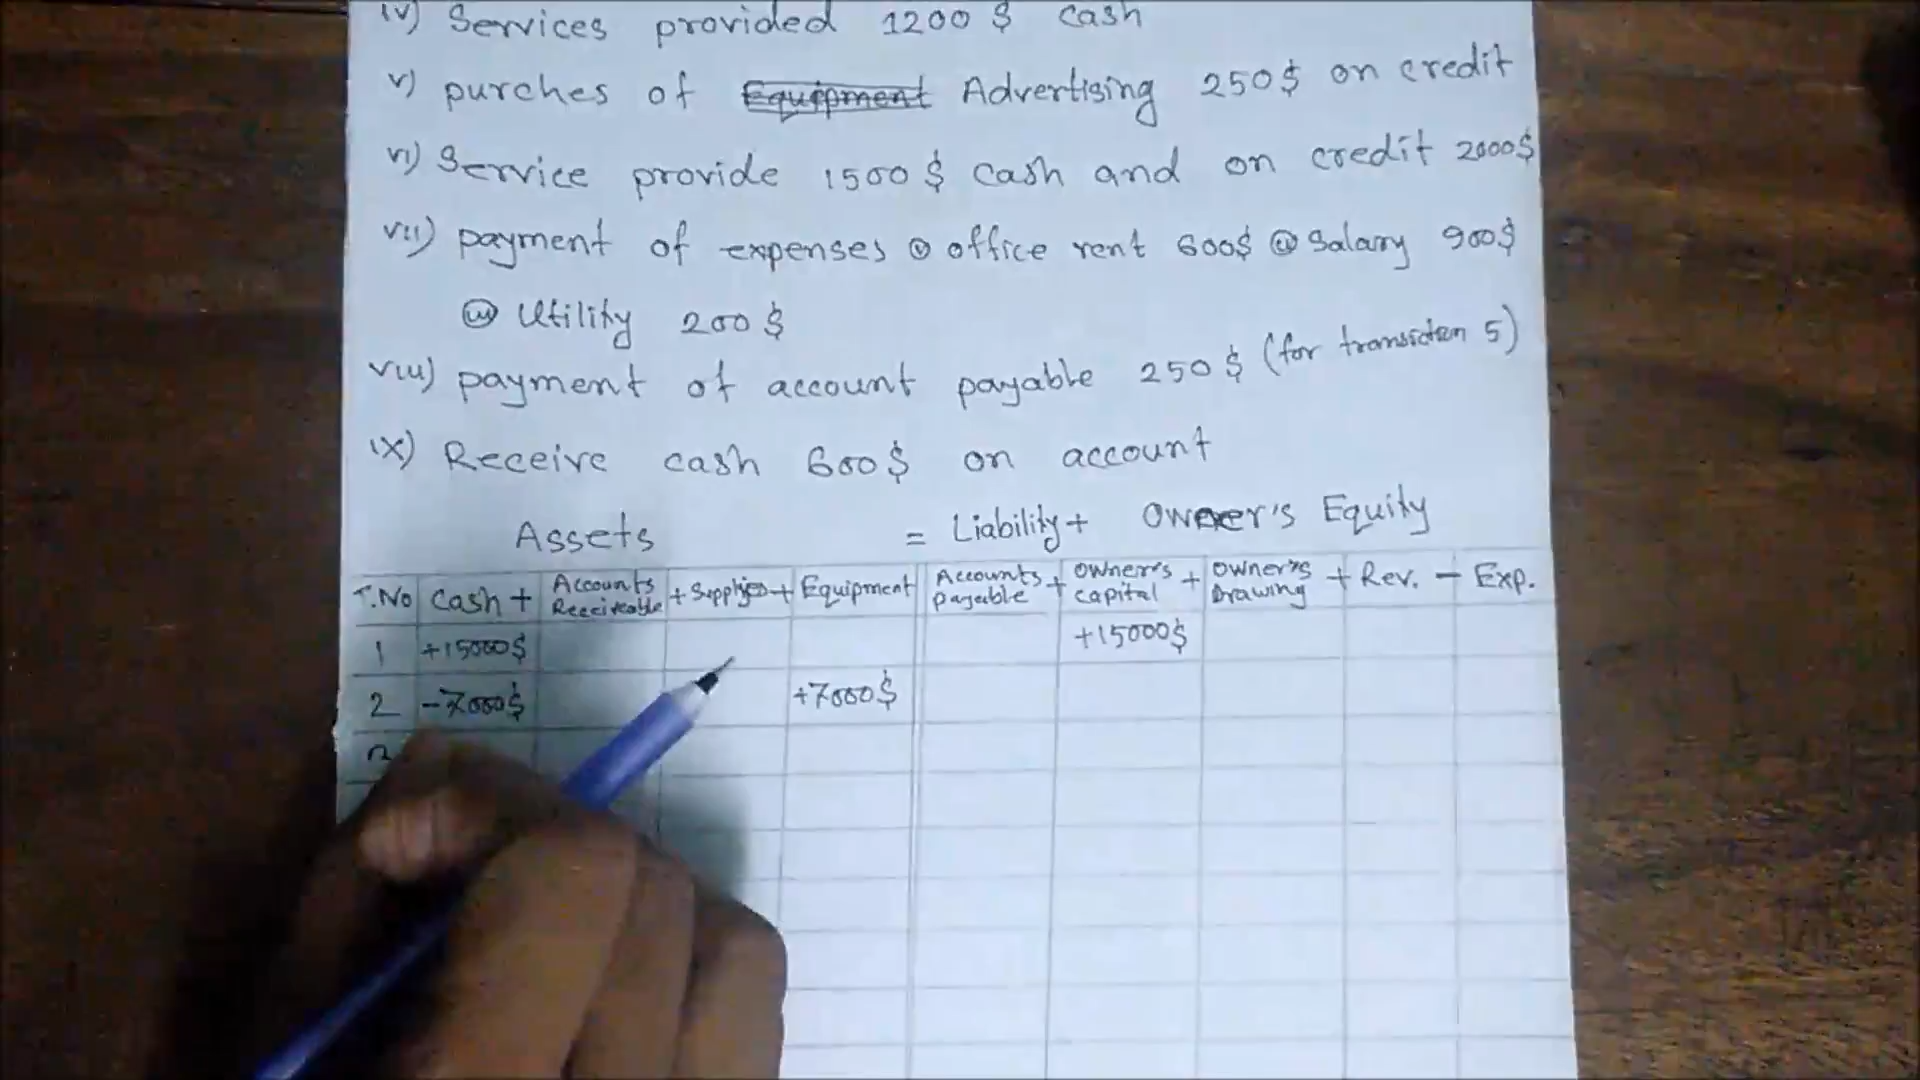 iv) Services provided 1200 $ cash
v) purches of Equipment Advertising 250$ on credit
vi) Service provide 1500 $ cash and on credit 2000$
vii) payment of expenses (i) office rent 600$ (ii) Salary 900$
(iii) Utility 200 $
viii) payment of account payable 250 $ (for transiction 5)
ix) Receive cash 600 $ on account
Assets = Liability + Owner's Equity
T.No Cash + Accounts Receiveable + Supplies + Equipment Accounts payable + Owner's capital + Owner's Drawing + Rev. - Exp.
1 +15000$ +15000$
2 -7000$ +7000$